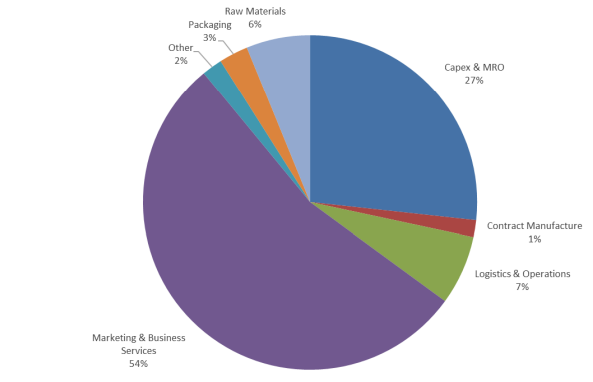 Raw Materials
6%
Packaging
3%
Other
2%
Capex & MRO
27%
Contract Manufacture
1%
Logistics & Operations
7%
Marketing & Business
Services
54%